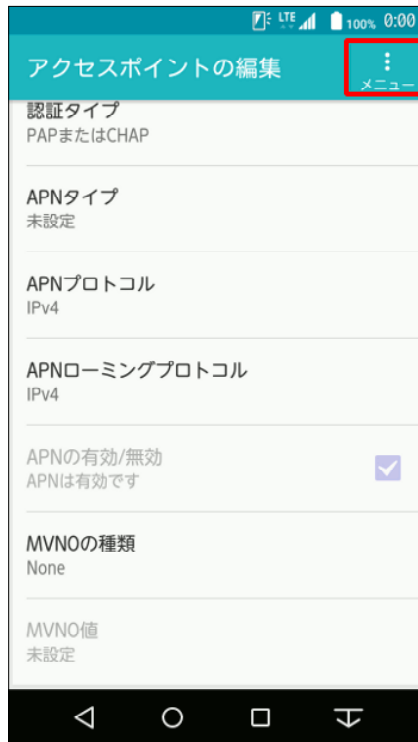 LTE 100% 0:00
アクセスポイントの編集
メニュー
認証タイプ
PAPまたはCHAP
APNタイプ
未設定
APNプロトコル
IPv4
APNローミングプロトコル
IPv4
APNの有効/無効
APNは有効です
MVNOの種類
None
MVNO値
未設定